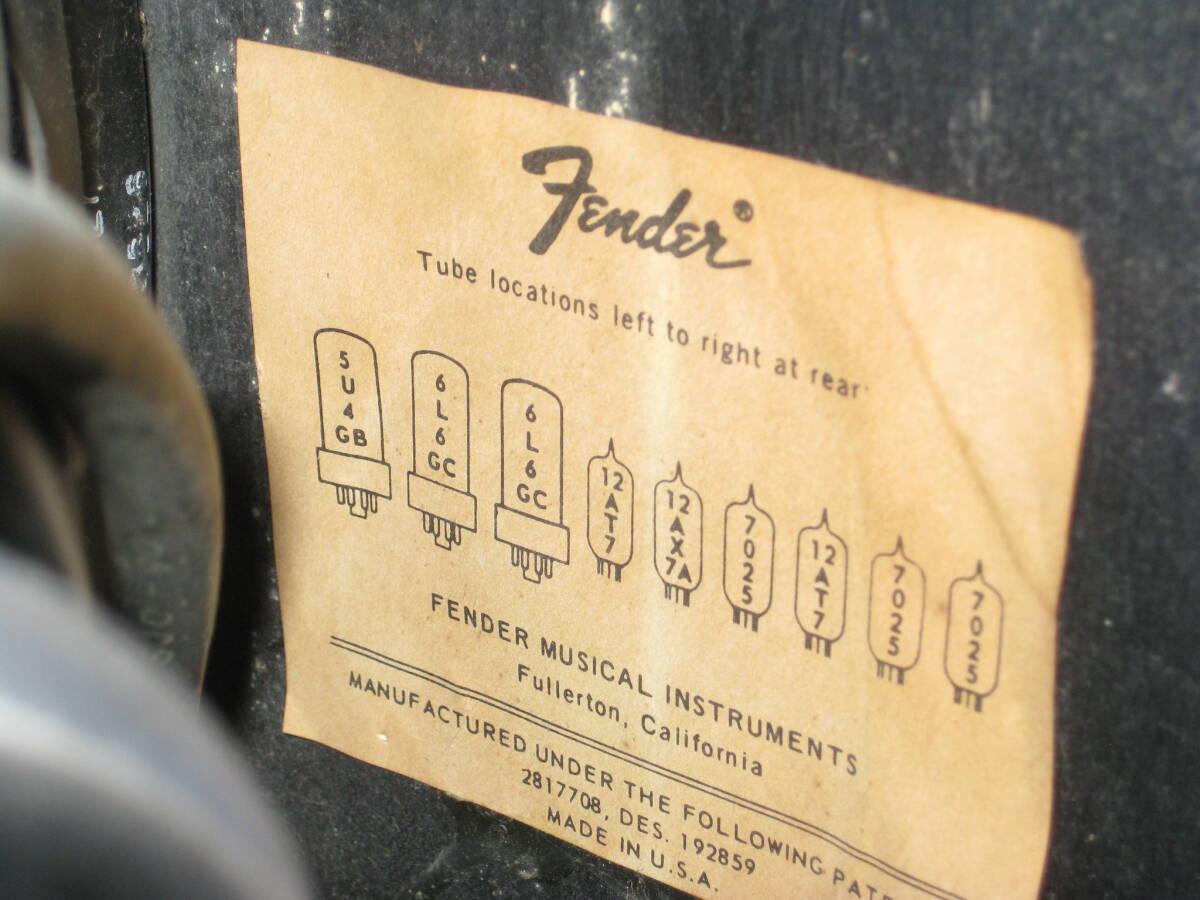 Fender®
Tube locations left to right at rear
5U4GB 6L6GC 6L6GC 12AT7 12AX7A 7025 12AT7 7025 7025
FENDER MUSICAL INSTRUMENTS
Fullerton, California
MANUFACTURED UNDER THE FOLLOWING
2817708, DES. 192859
MADE IN U.S.A.